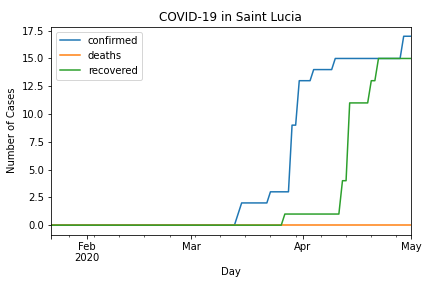 COVID-19 in Saint Lucia
confirmed
deaths
recovered
17.5
15.0
12.5
10.0
7.5
5.0
2.5
0.0
Number of Cases
Feb
2020
Mar
Apr
May
Day